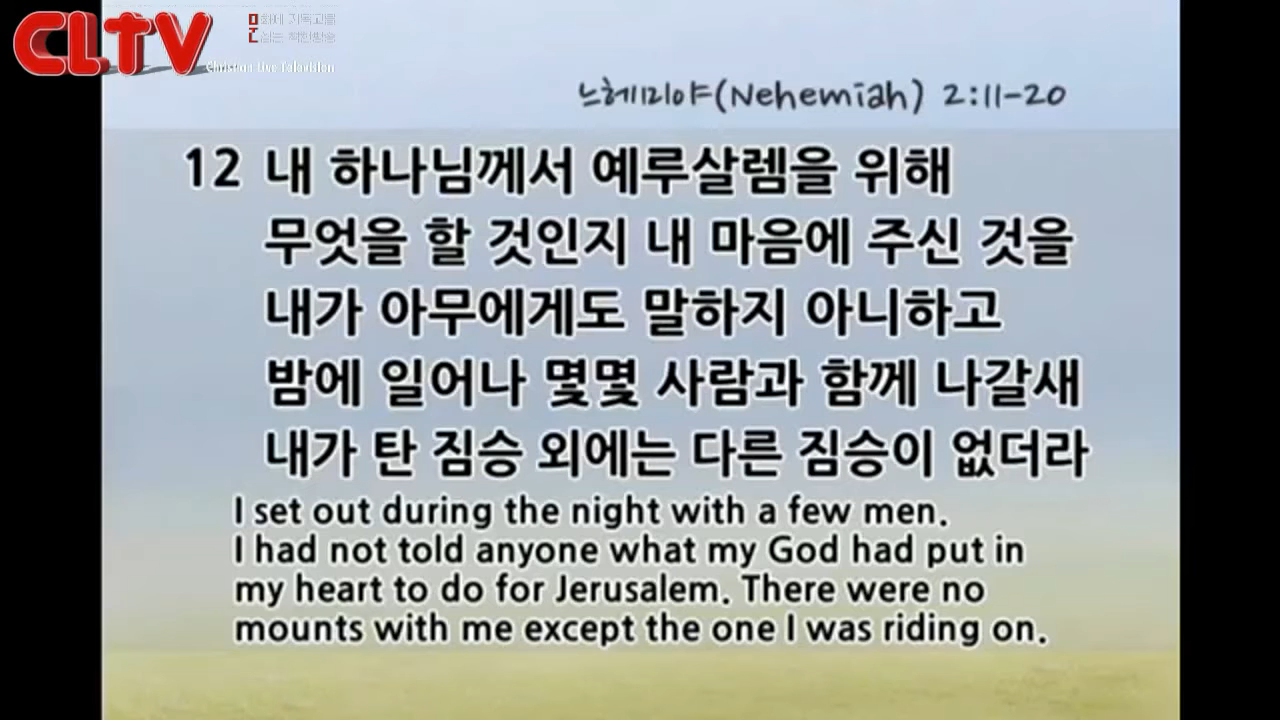 CLTV
Christian Live Television
느헤미야(Nehemiah) 2:11-20
12 내 하나님께서 예루살렘을 위해
무엇을 할 것인지 내 마음에 주신 것을
내가 아무에게도 말하지 아니하고
밤에 일어나 몇몇 사람과 함께 나갈새
내가 탄 짐승 외에는 다른 짐승이 없더라
I set out during the night with a few men.
I had not told anyone what my God had put in
my heart to do for Jerusalem. There were no
mounts with me except the one I was riding on.